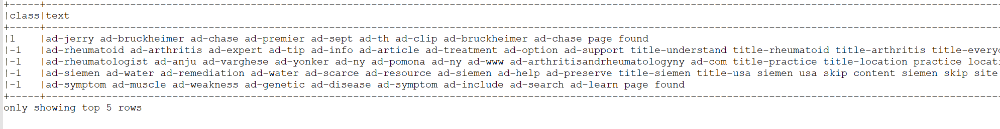 +-----+----------------------------------------------------------------------------------------------------------------------------------------------------------------
|class|text
+-----+----------------------------------------------------------------------------------------------------------------------------------------------------------------
|1    |ad-jerry ad-bruckheimer ad-chase ad-premier ad-sept ad-th ad-clip ad-bruckheimer ad-chase page found
|-1   |ad-rheumatoid ad-arthritis ad-expert ad-tip ad-info ad-article ad-treatment ad-option ad-support title-understand title-rheumatoid title-arthritis title-everyd
|-1   |ad-rheumatologist ad-anju ad-varghese ad-yonker ad-ny ad-pomona ad-ny ad-www ad-arthritisandrheumatologyny ad-com title-practice title-location practice locati
|-1   |ad-siemen ad-water ad-remediation ad-water ad-scarce ad-resource ad-siemen ad-help ad-preserve title-siemen title-usa siemen usa skip content siemen skip site
|-1   |ad-symptom ad-muscle ad-weakness ad-genetic ad-disease ad-symptom ad-include ad-search ad-learn page found
+-----+----------------------------------------------------------------------------------------------------------------------------------------------------------------
only showing top 5 rows